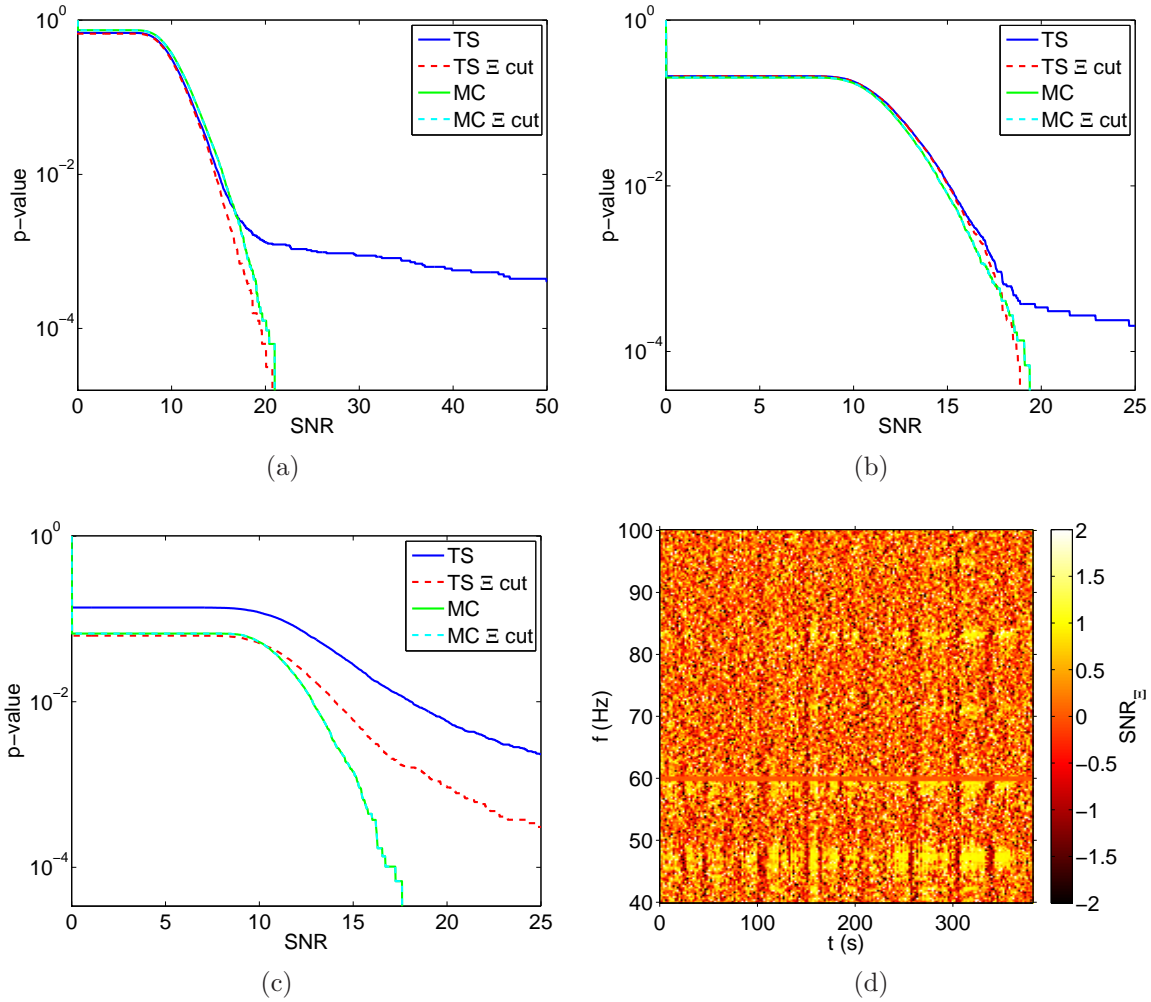 10^0
10^-2
10^-4
p-value
0 10 20 30 40 50
SNR
TS
TS Ξ cut
MC
MC Ξ cut
(a)
10^0
10^-2
10^-4
p-value
0 5 10 15 20 25
SNR
TS
TS Ξ cut
MC
MC Ξ cut
(b)
10^0
10^-2
10^-4
p-value
0 5 10 15 20 25
SNR
TS
TS Ξ cut
MC
MC Ξ cut
(c)
100
90
80
70
60
50
40
f (Hz)
0 100 200 300
t (s)
2
1.5
1
0.5
0
−0.5
−1
−1.5
−2
SNR_Ξ
(d)